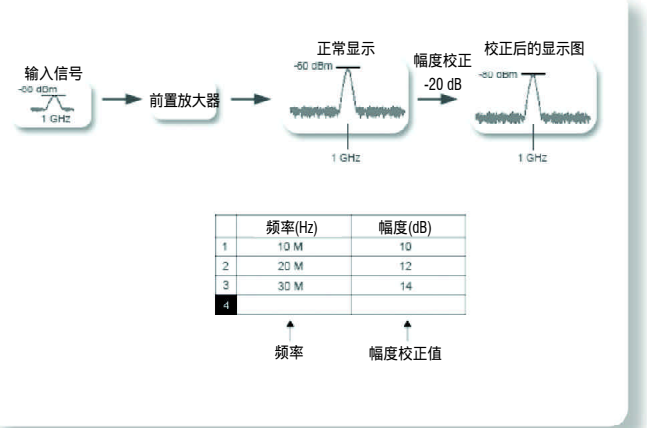 输入信号
-80 dBm
1 GHz
前置放大器
正常显示
-60 dBm
1 GHz
幅度校正
-20 dB
校正后的显示图
-80 dBm
1 GHz
频率(Hz) 幅度(dB)
1 10 M 10
2 20 M 12
3 30 M 14
4
频率 幅度校正值